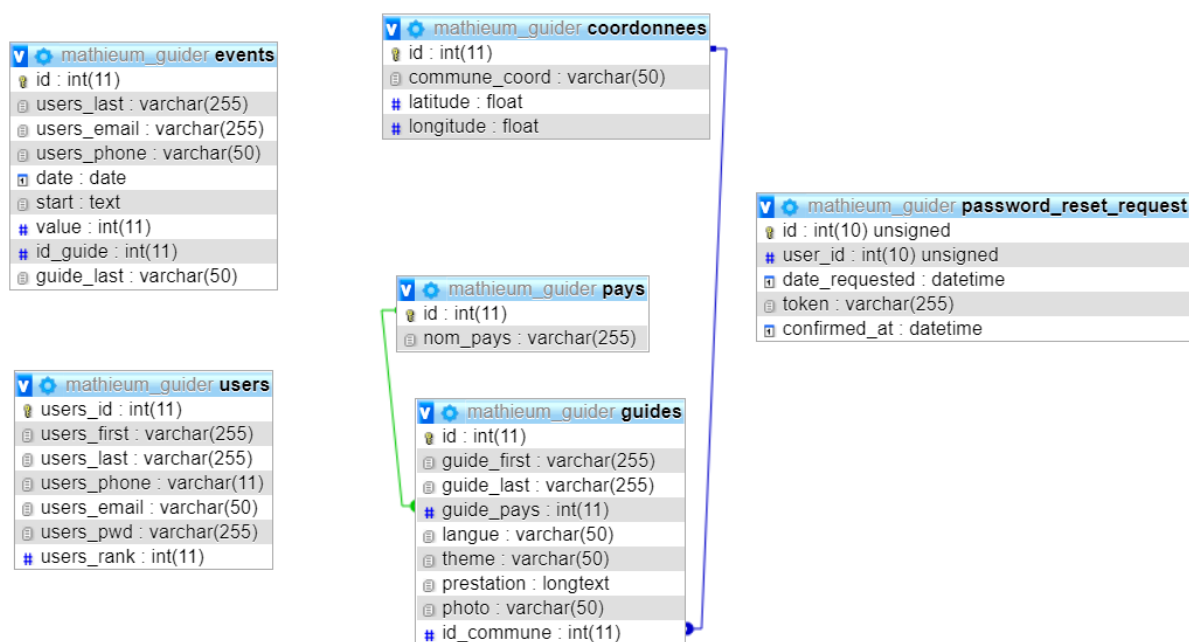 mathieum_guider events
id : int(11)
users_last : varchar(255)
users_email : varchar(255)
users_phone : varchar(50)
date : date
start : text
value : int(11)
id_guide : int(11)
guide_last : varchar(50)
mathieum_guider users
users_id : int(11)
users_first : varchar(255)
users_last : varchar(255)
users_phone : varchar(11)
users_email : varchar(50)
users_pwd : varchar(255)
users_rank : int(11)
mathieum_guider coordonnees
id : int(11)
commune_coord : varchar(50)
latitude : float
longitude : float
mathieum_guider pays
id : int(11)
nom_pays : varchar(255)
mathieum_guider guides
id : int(11)
guide_first : varchar(255)
guide_last : varchar(255)
guide_pays : int(11)
langue : varchar(50)
theme : varchar(50)
prestation : longtext
photo : varchar(50)
id_commune : int(11)
mathieum_guider password_reset_request
id : int(10) unsigned
user_id : int(10) unsigned
date_requested : datetime
token : varchar(255)
confirmed_at : datetime